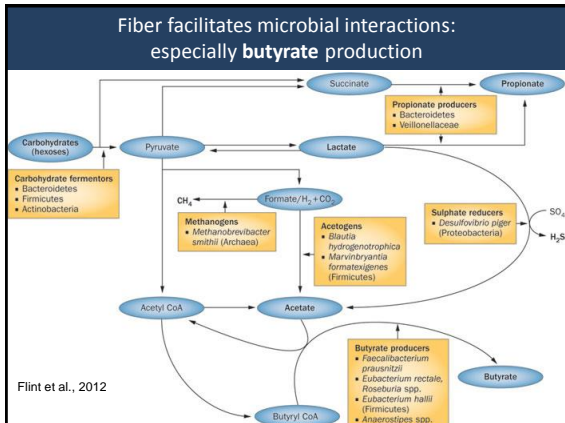 Fiber facilitates microbial interactions:
especially butyrate production
Succinate
Propionate
Propionate producers
• Bacteroidetes
• Veillonellaceae
Carbohydrates
(hexoses)
Pyruvate
Lactate
Carbohydrate fermentors
• Bacteroidetes
• Firmicutes
• Actinobacteria
CH4
Formate/H2 + CO2
Methanogens
• Methanobrevibacter
smithii (Archaea)
Acetogens
• Blautia
hydrogenotrophica
• Marvinbryantia
formatexigenes
(Firmicutes)
Sulphate reducers
• Desulfovibrio piger
(Proteobacteria)
SO4
H2S
Acetyl CoA
Acetate
Butyrate producers
• Faecalibacterium
prausnitzii
• Eubacterium rectale,
Roseburia spp.
• Eubacterium hallii
(Firmicutes)
• Anaerostipes spp.
Butyrate
Flint et al., 2012
Butyryl CoA